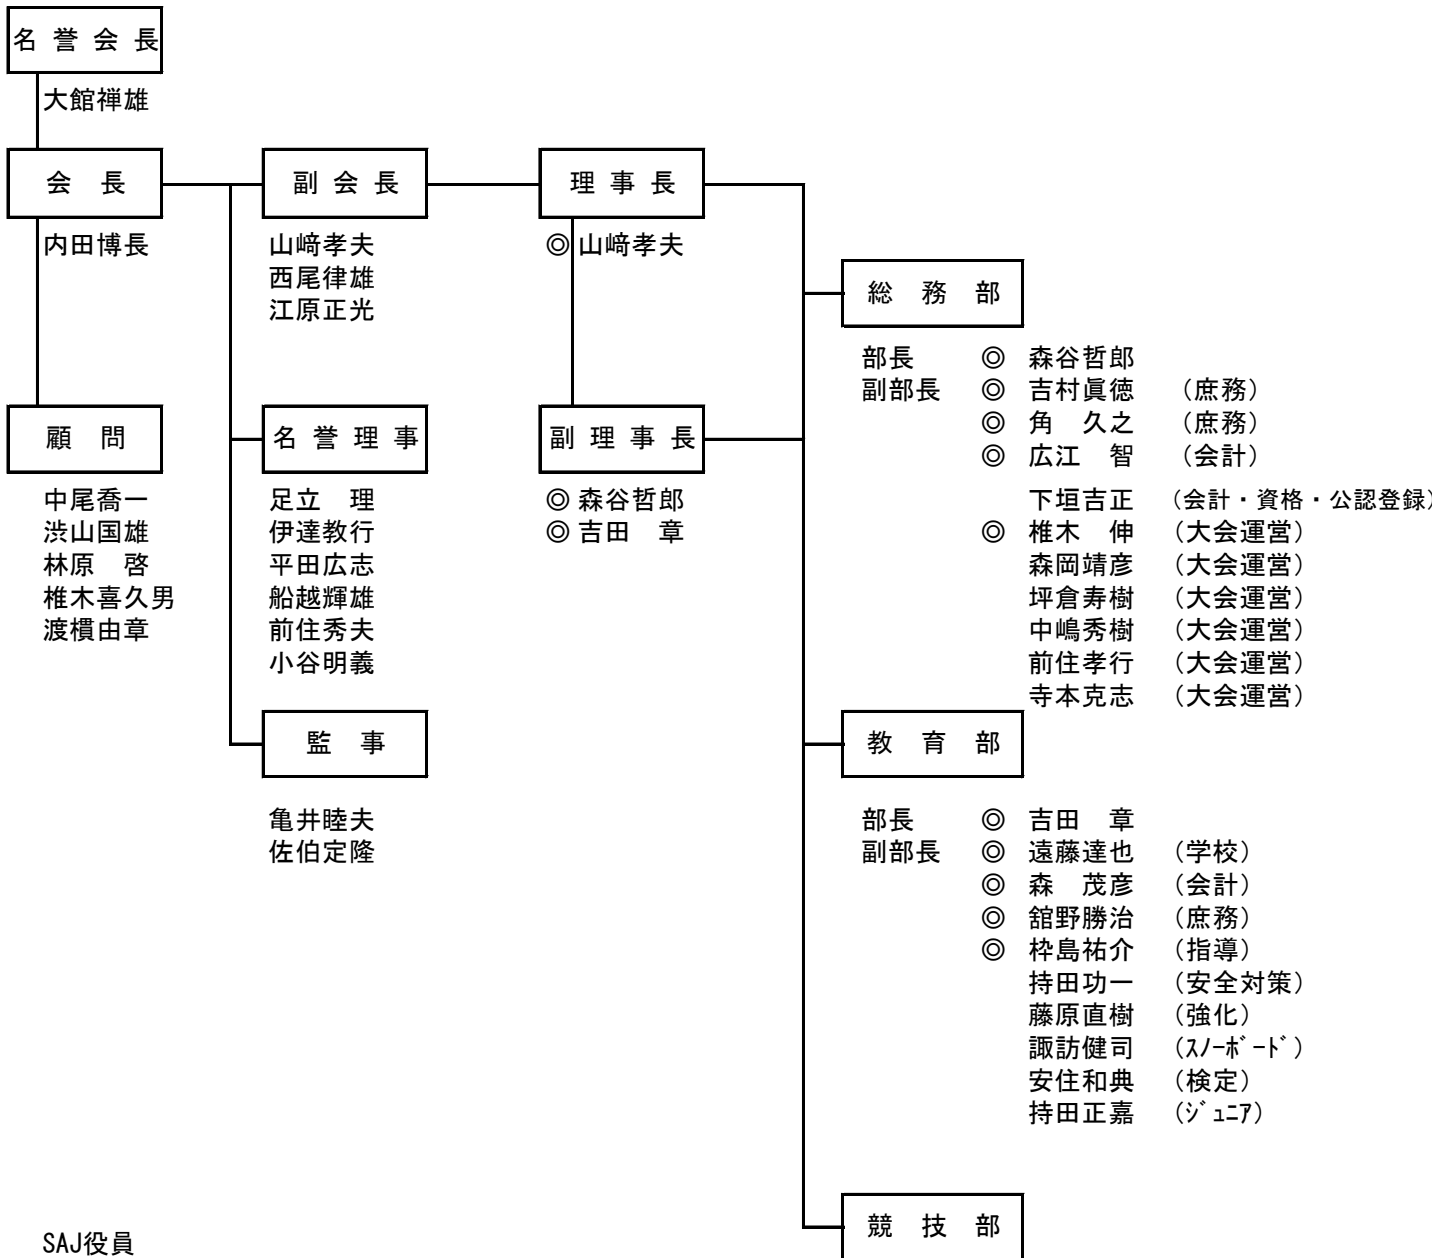 名誉会長
大館禅雄
会長
内田博長
顧問
中尾喬一
渋山国雄
林原 啓
椎木喜久男
渡槓由章
副会長
山﨑孝夫
西尾律雄
江原正光
名誉理事
足立 理
伊達教行
平田広志
船越輝雄
前住秀夫
小谷明義
監事
亀井睦夫
佐伯定隆
理事長
◎山﨑孝夫
副理事長
◎森谷哲郎
◎吉田 章
総務部
部長 ◎ 森谷哲郎
副部長 ◎ 吉村眞徳 (庶務)
◎ 角 久之 (庶務)
◎ 広江 智 (会計)
下垣吉正 (会計・資格・公認登録)
◎ 椎木 伸 (大会運営)
森岡靖彦 (大会運営)
坪倉寿樹 (大会運営)
中嶋秀樹 (大会運営)
前住孝行 (大会運営)
寺本克志 (大会運営)
教育部
部長 ◎ 吉田 章
副部長 ◎ 遠藤達也 (学校)
◎ 森 茂彦 (会計)
◎ 舘野勝治 (庶務)
◎ 枠島祐介 (指導)
持田功一 (安全対策)
藤原直樹 (強化)
諏訪健司 (ｽﾉｰﾎﾞｰﾄﾞ)
安住和典 (検定)
持田正嘉 (ｼﾞｭﾆｱ)
競技部
SAJ役員